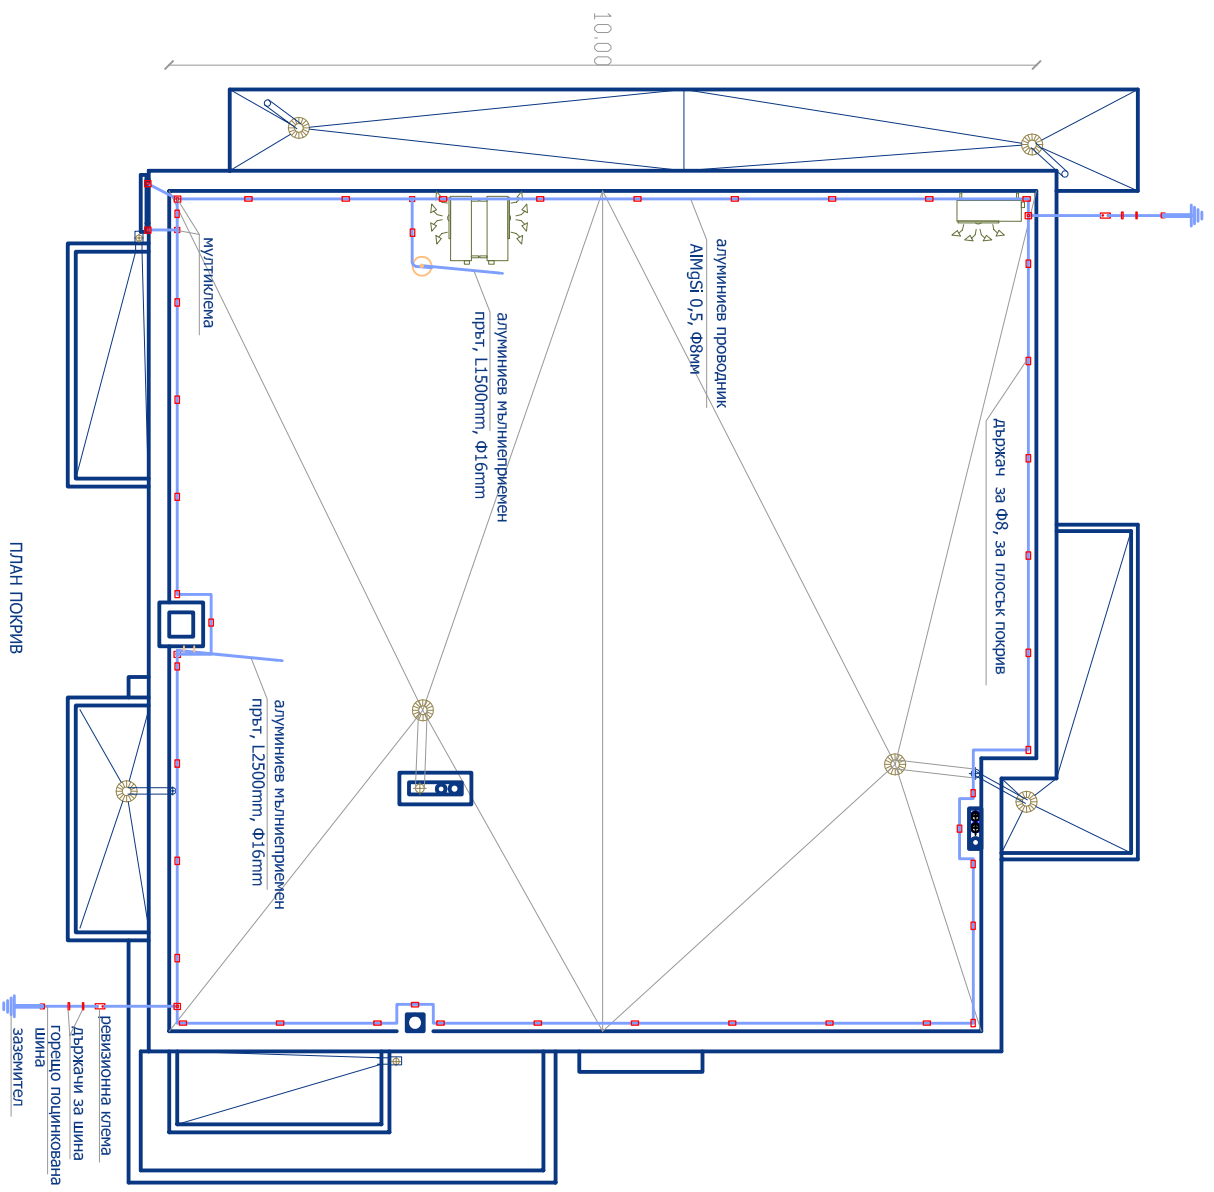 10.00
мултиклема
алуминиев проводник
AlMgSi 0,5, Ф8мм
алуминиев мълниеприемен
прът, L1500mm, Ф16mm
държач за Ф8, за плосък покрив
ПЛАН ПОКРИВ
алуминиев мълниеприемен
прът, L2500mm, Ф16mm
ревизионна клема
държачи за шина
горещо поцинкована
шина
заземител